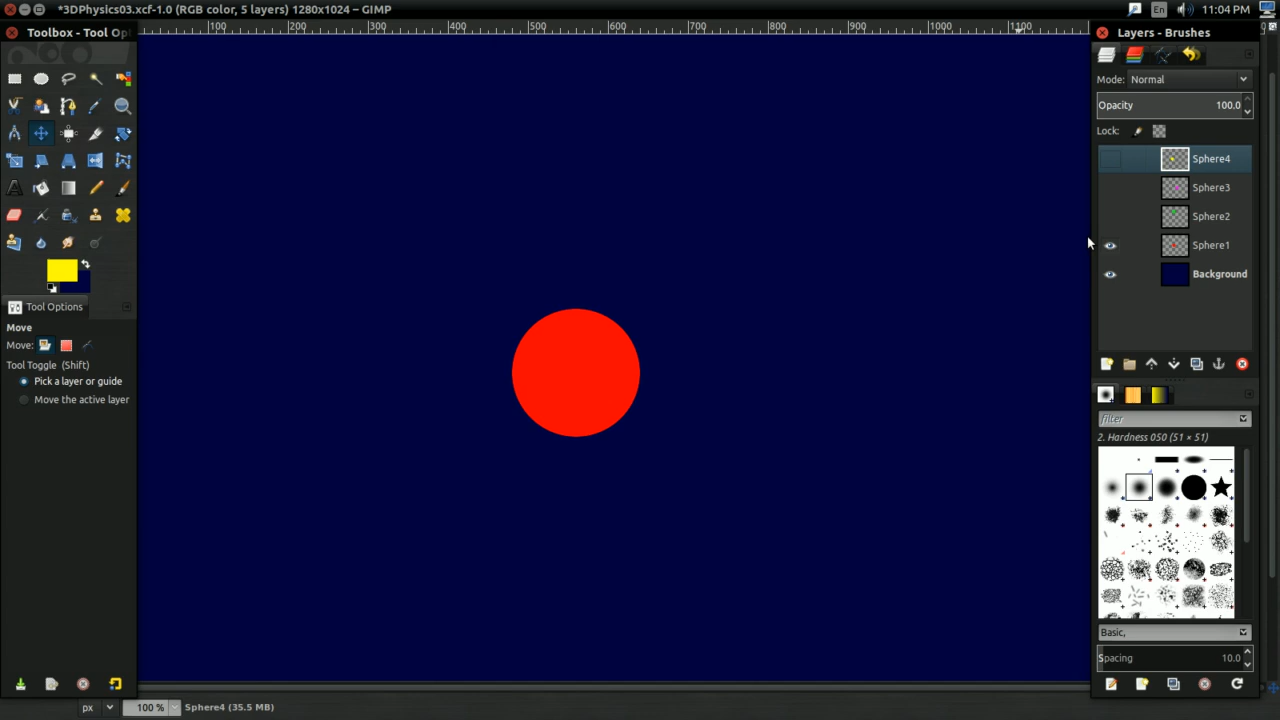 *3DPhysics03.xcf-1.0 (RGB color, 5 layers) 1280x1024 – GIMP
En
11:04 PM
Toolbox - Tool Op
100 200 300 400 500 600 700 800 900 1000 1100
Layers - Brushes
Mode: Normal
Opacity 100.0
Lock:
Sphere4
Sphere3
Sphere2
Sphere1
Background
Tool Options
Move
Move:
Tool Toggle (Shift)
Pick a layer or guide
Move the active layer
filter
2. Hardness 050 (51 × 51)
Basic,
Spacing 10.0
px 100 % Sphere4 (35.5 MB)